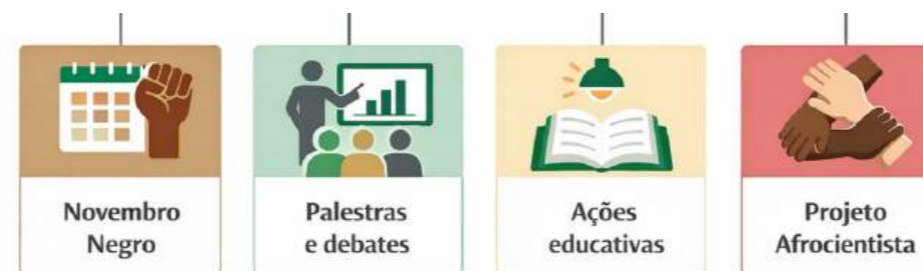 Novembro
Negro
Palestras
e debates
Ações
educativas
Projeto
Afrocientista